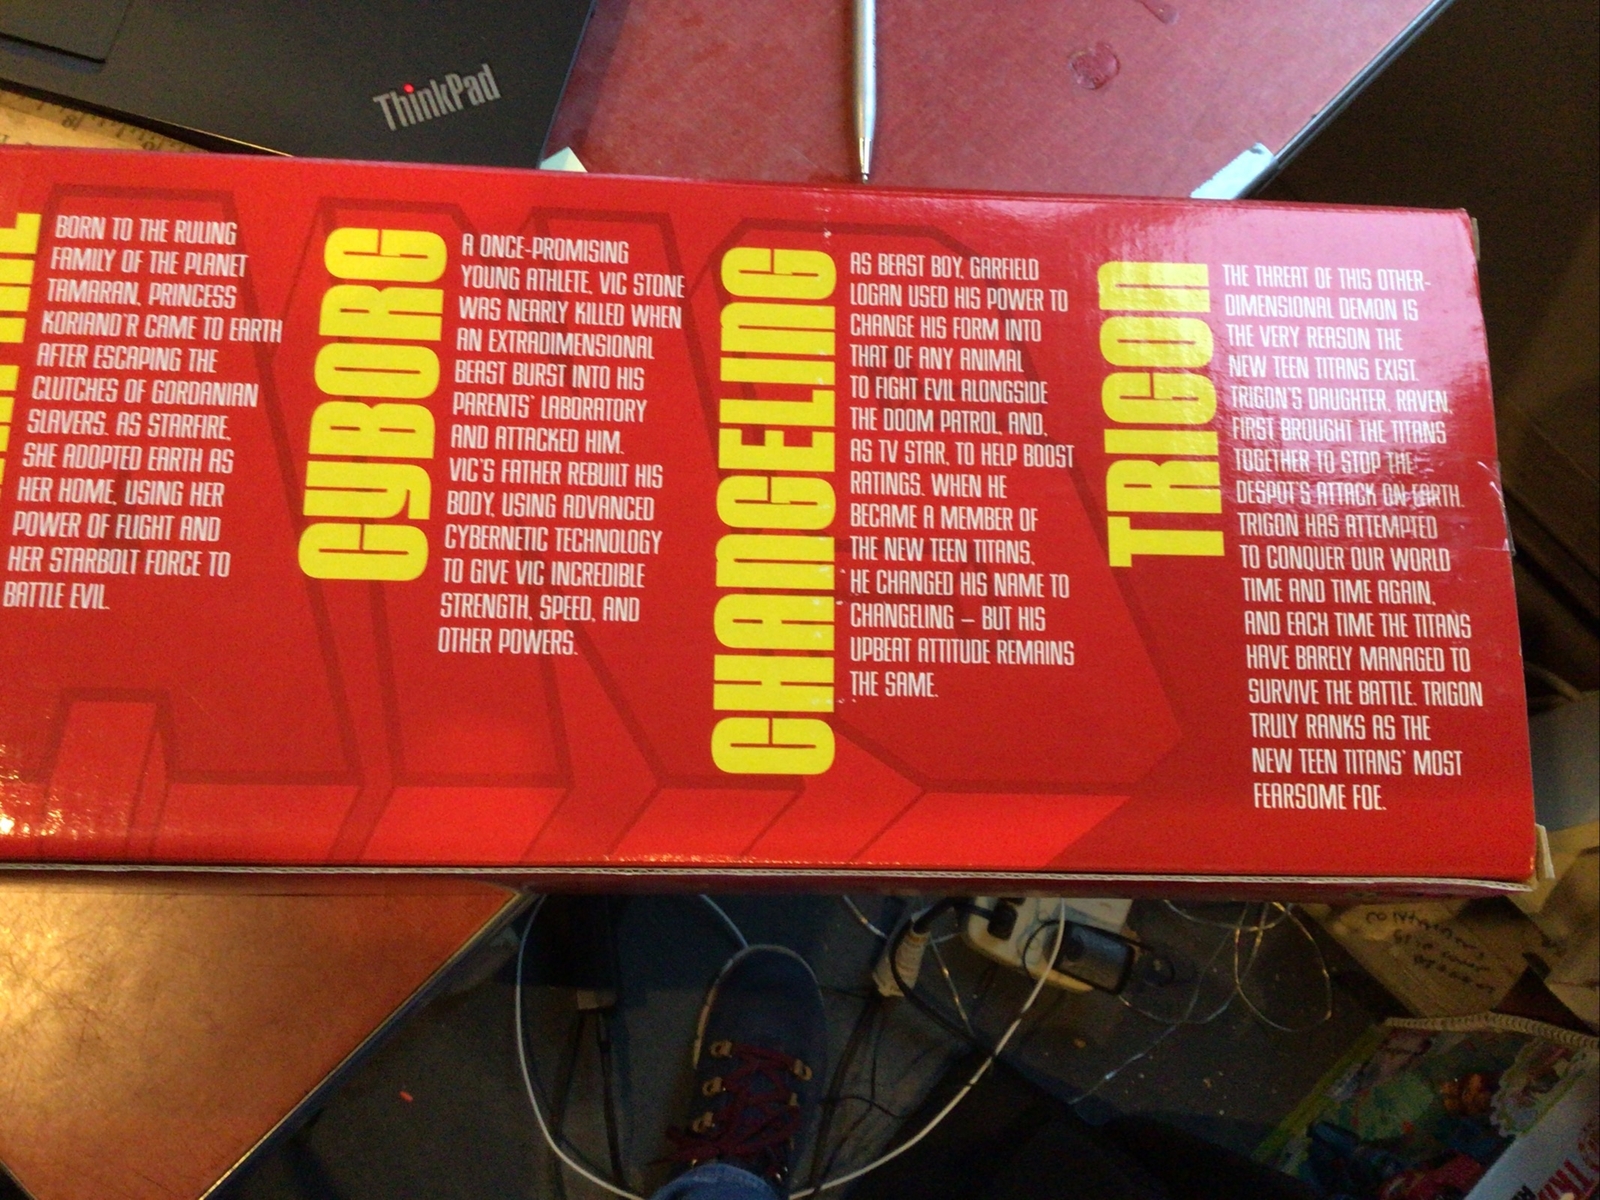 ThinkPad
BORN TO THE RULING
FAMILY OF THE PLANET
TAMARAN, PRINCESS
KORIAND'R CAME TO EARTH
AFTER ESCAPING THE
CLUTCHES OF GORDANIAN
SLAVERS. AS STARFIRE,
SHE ADOPTED EARTH AS
HER HOME, USING HER
POWER OF FLIGHT AND
HER STARBOLT FORCE TO
BATTLE EVIL.
CYBORG
A ONCE-PROMISING
YOUNG ATHLETE, VIC STONE
WAS NEARLY KILLED WHEN
AN EXTRADIMENSIONAL
BEAST BURST INTO HIS
PARENTS' LABORATORY
AND ATTACKED HIM.
VIC'S FATHER REBUILT HIS
BODY, USING ADVANCED
CYBERNETIC TECHNOLOGY
TO GIVE VIC INCREDIBLE
STRENGTH, SPEED, AND
OTHER POWERS.
CHANGELING
AS BEAST BOY, GARFIELD
LOGAN USED HIS POWER TO
CHANGE HIS FORM INTO
THAT OF ANY ANIMAL
TO FIGHT EVIL ALONGSIDE
THE DOOM PATROL, AND,
AS TV STAR, TO HELP BOOST
RATINGS. WHEN HE
BECAME A MEMBER OF
THE NEW TEEN TITANS,
HE CHANGED HIS NAME TO
CHANGELING – BUT HIS
UPBEAT ATTITUDE REMAINS
THE SAME.
TRIGON
THE THREAT OF THIS OTHER-
DIMENSIONAL DEMON IS
THE VERY REASON THE
NEW TEEN TITANS EXIST.
TRIGON'S DAUGHTER, RAVEN,
FIRST BROUGHT THE TITANS
TOGETHER TO STOP THE
DESPOT'S ATTACK ON EARTH.
TRIGON HAS ATTEMPTED
TO CONQUER OUR WORLD
TIME AND TIME AGAIN,
AND EACH TIME THE TITANS
HAVE BARELY MANAGED TO
SURVIVE THE BATTLE. TRIGON
TRULY RANKS AS THE
NEW TEEN TITANS' MOST
FEARSOME FOE.